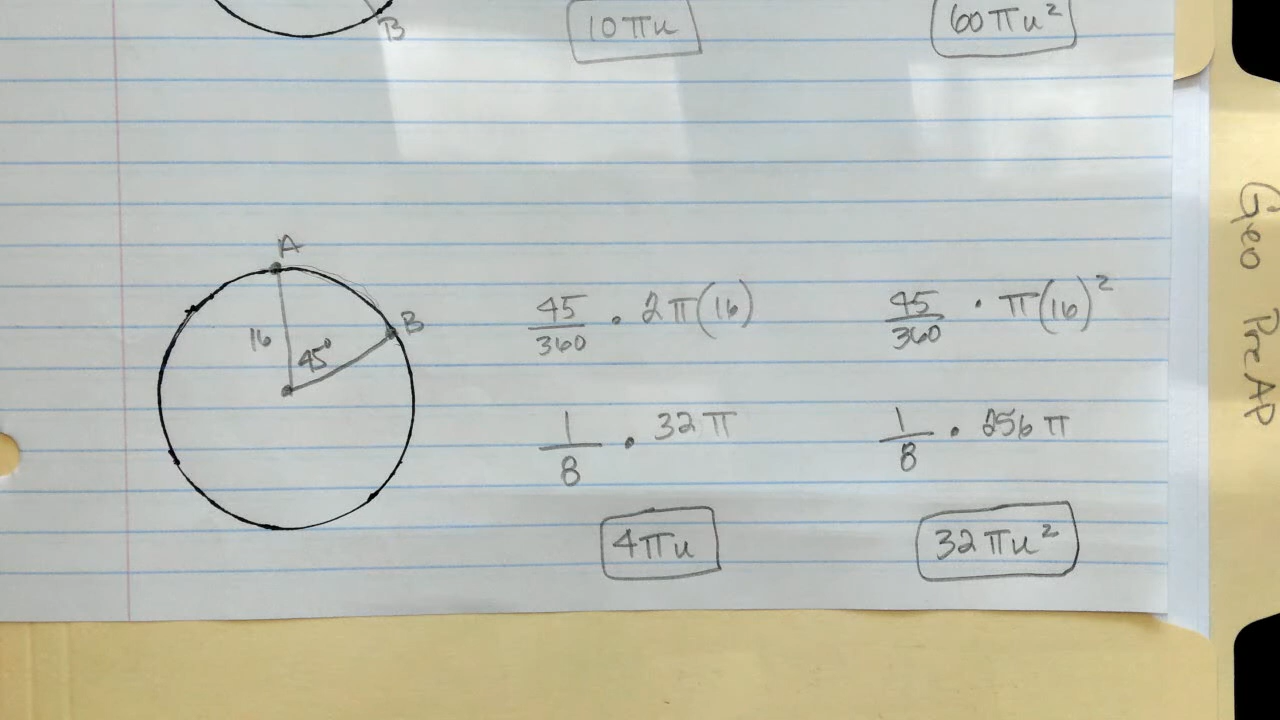 B
10πu
60πu²
A
B
16
45°
45/360 · 2π(16)
45/360 · π(16)²
1/8 · 32π
1/8 · 256π
4πu
32πu²
Geo PreAP